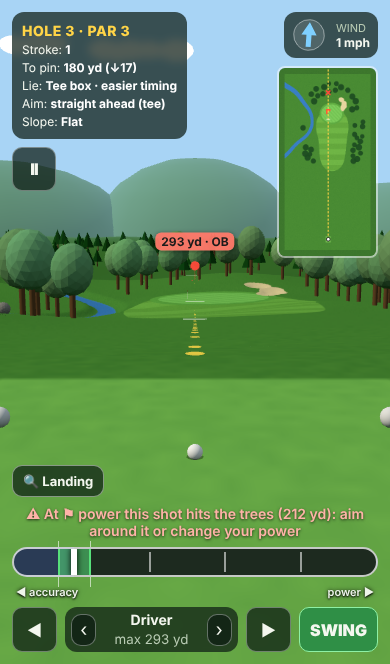 HOLE 3 · PAR 3
Stroke: 1
To pin: 180 yd (↓17)
Lie: Tee box · easier timing
Aim: straight ahead (tee)
Slope: Flat
WIND
1 mph
293 yd · OB
🔍 Landing
⚠ At ⚑ power this shot hits the trees (212 yd): aim
around it or change your power
◀ accuracy
power ▶
◀
‹
Driver
max 293 yd
›
▶
SWING